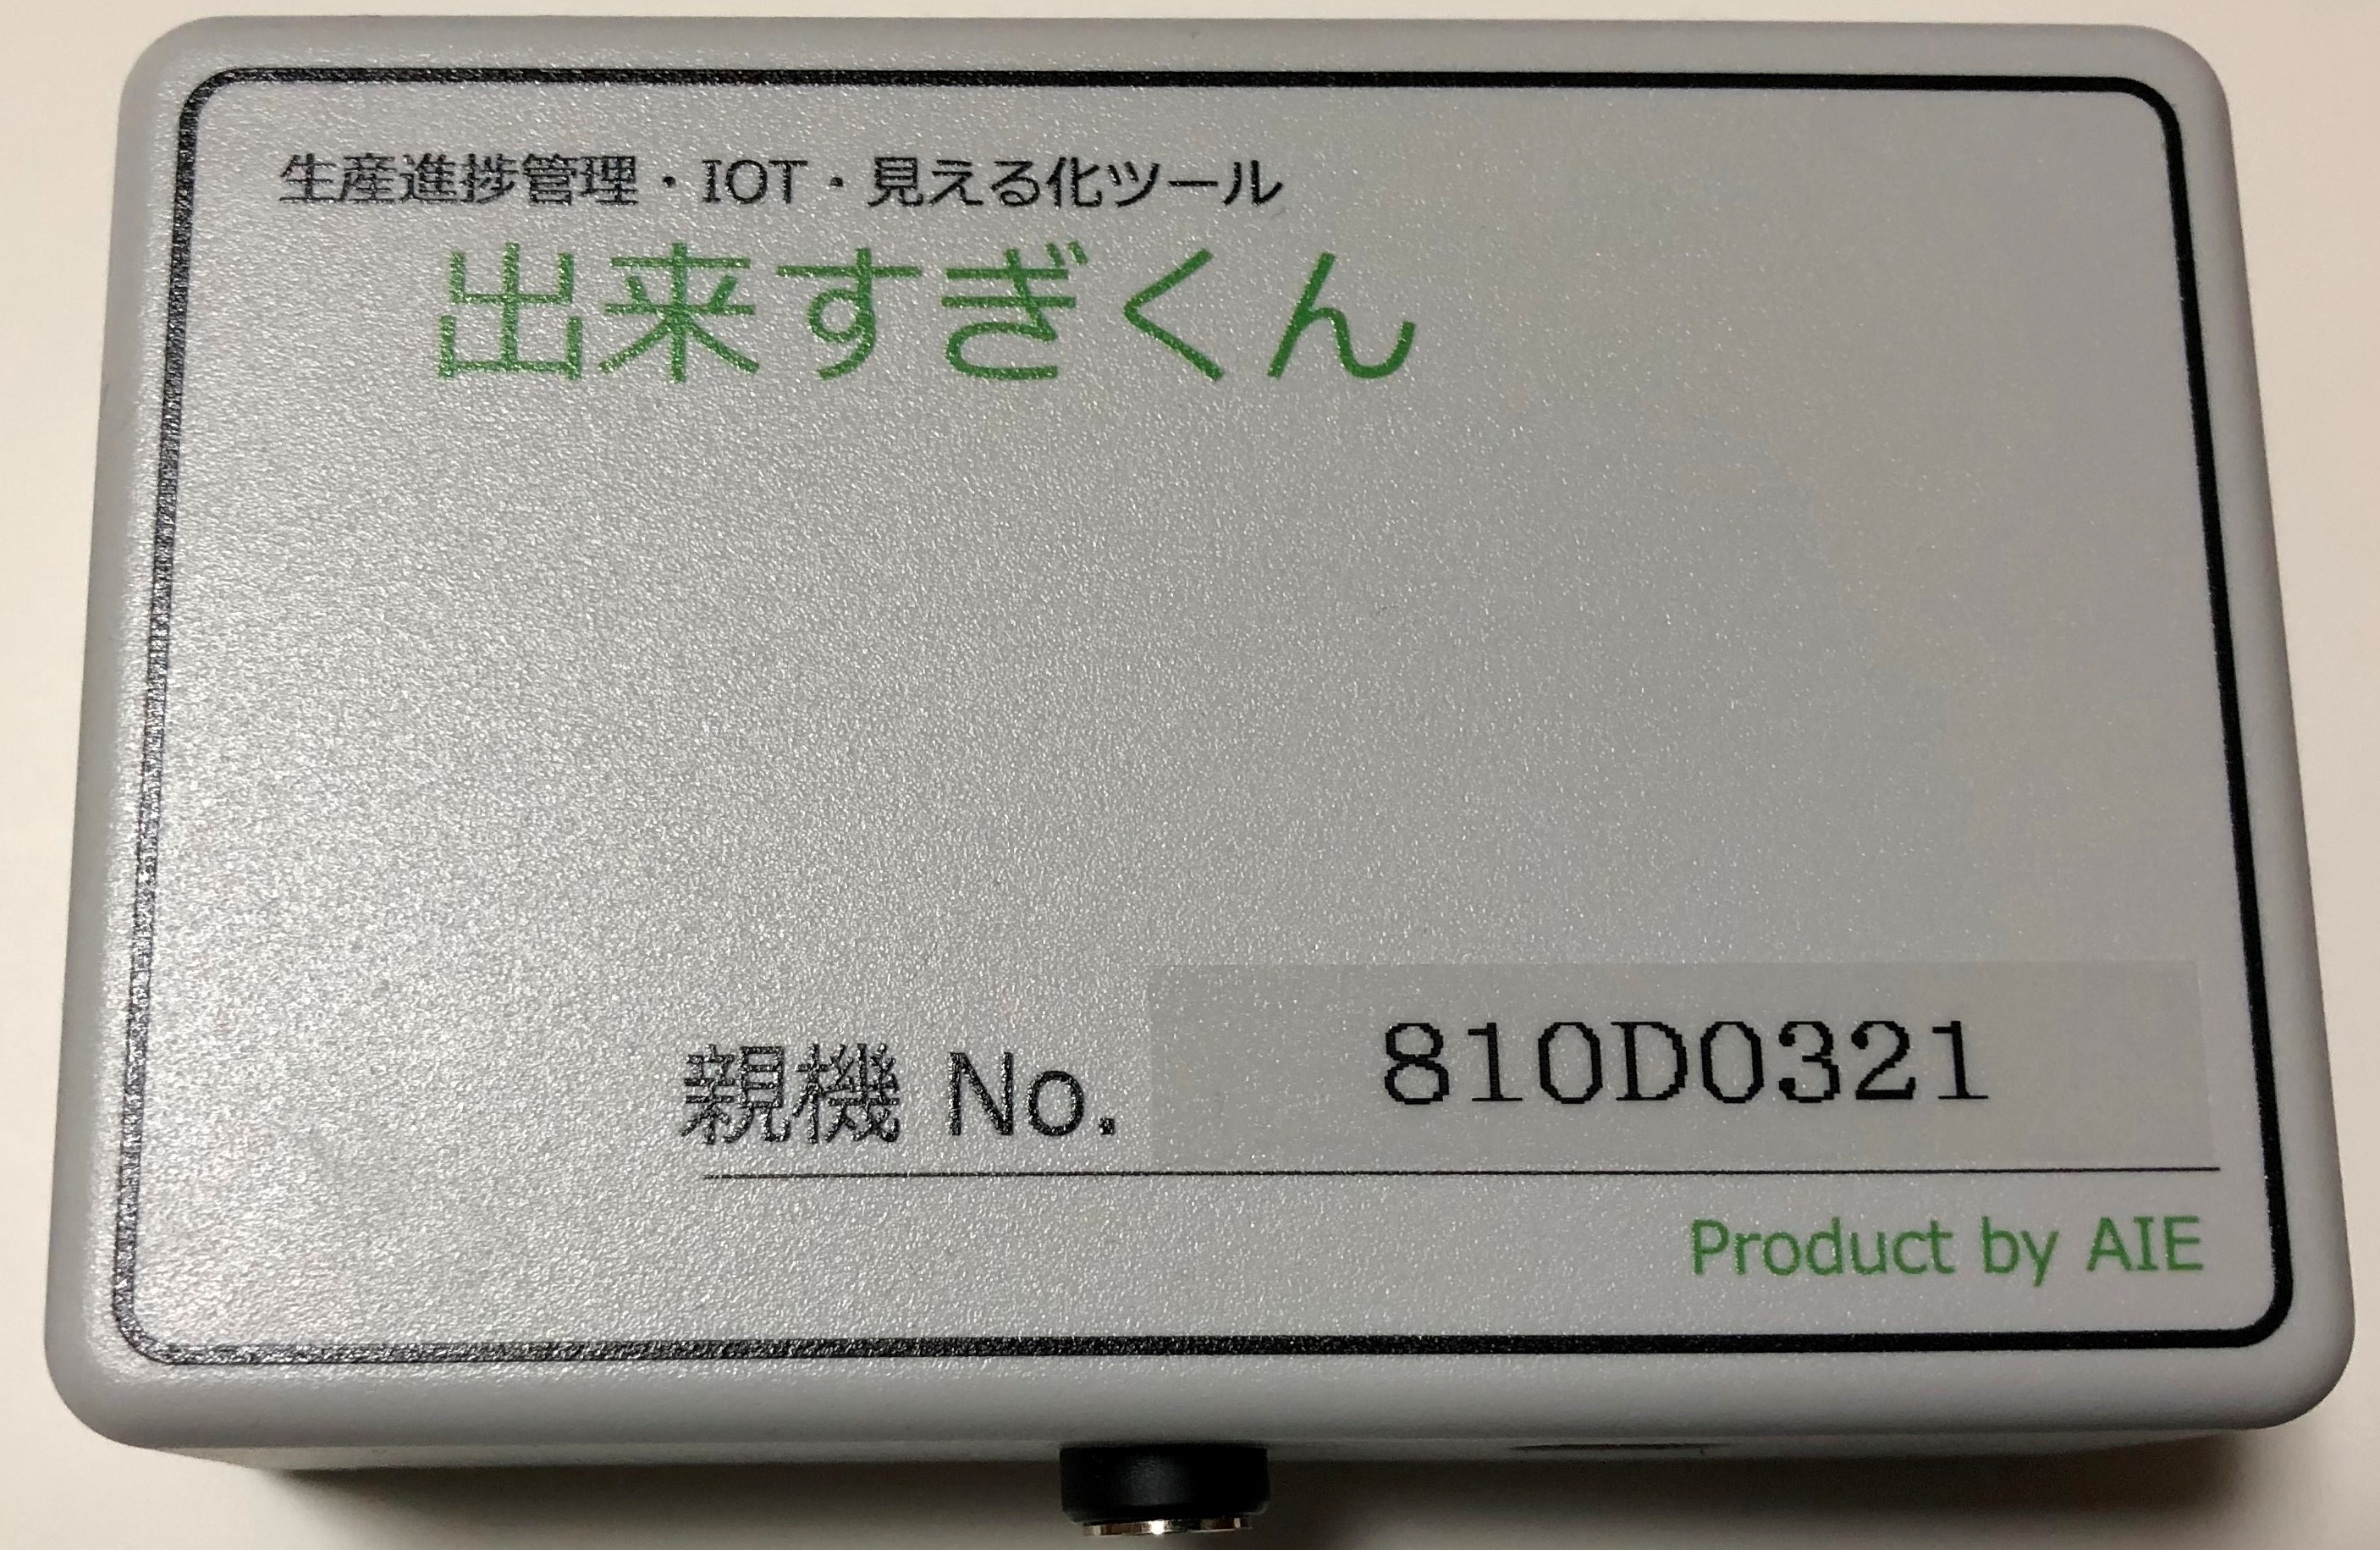 生産進捗管理・IOT・見える化ツール
出来すぎくん
親機 No. 810D0321
Product by AIE